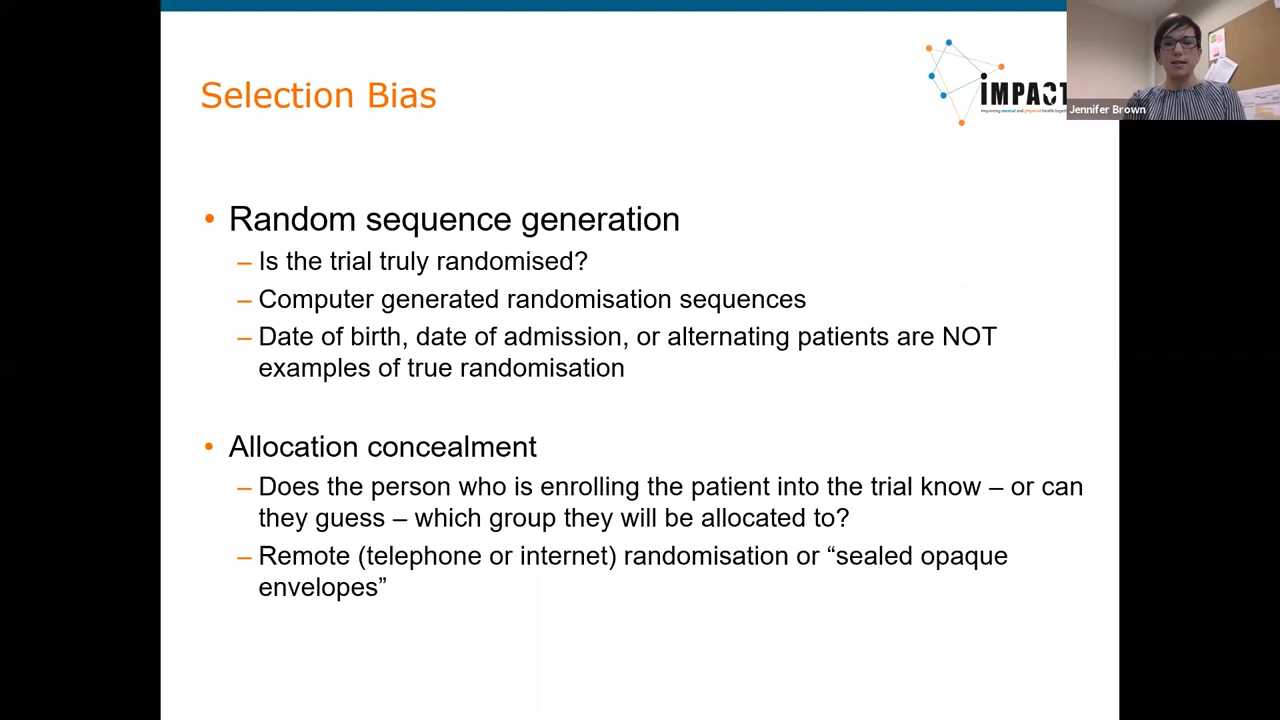 Selection Bias
IMPACT
Improving mental and physical health together
Jennifer Brown
• Random sequence generation
– Is the trial truly randomised?
– Computer generated randomisation sequences
– Date of birth, date of admission, or alternating patients are NOT
examples of true randomisation
• Allocation concealment
– Does the person who is enrolling the patient into the trial know – or can
they guess – which group they will be allocated to?
– Remote (telephone or internet) randomisation or “sealed opaque
envelopes”